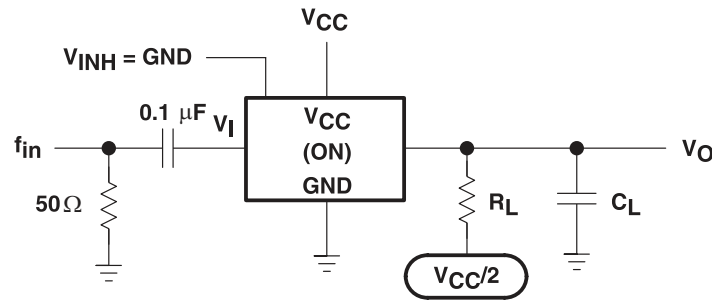 VCC
VINH = GND
0.1 μF
VI
VCC
fin
(ON)
VO
GND
50Ω
RL
CL
VCC/2